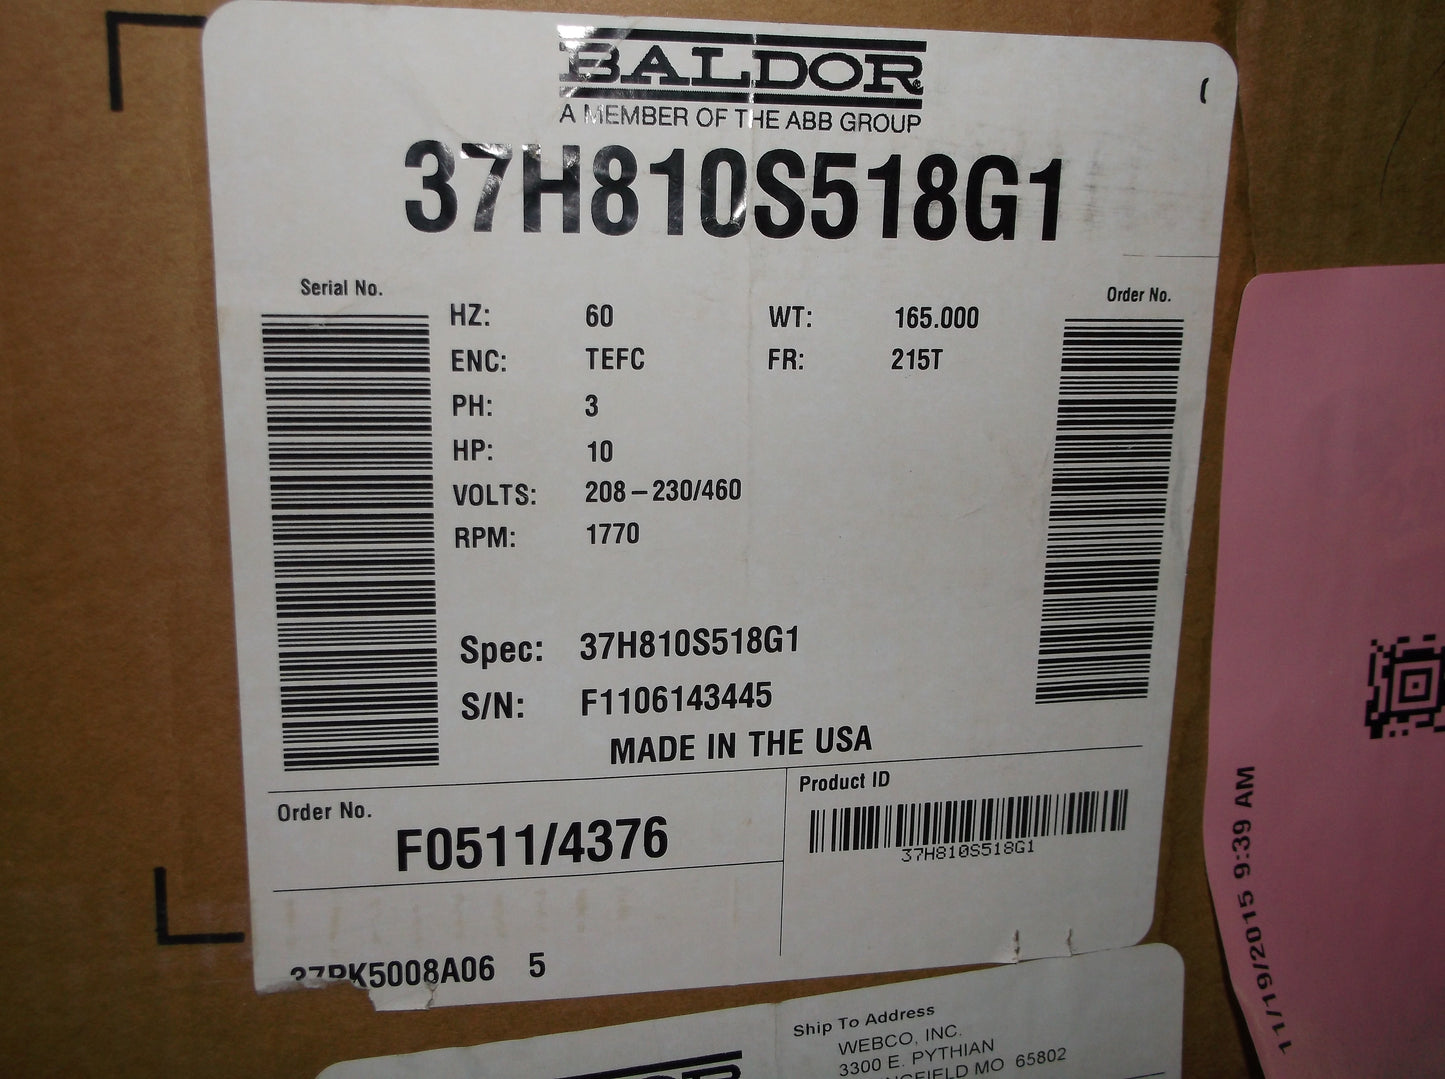 BALDOR
A MEMBER OF THE ABB GROUP
37H810S518G1
Serial No.
Order No.
HZ: 60 WT: 165.000
ENC: TEFC FR: 215T
PH: 3
HP: 10
VOLTS: 208-230/460
RPM: 1770
Spec: 37H810S518G1
S/N: F1106143445
MADE IN THE USA
Order No.
F0511/4376
Product ID
37H810S518G1
5
Ship To Address
WEBCO, INC.
3300 E. PYTHIAN
MO 65802
11/19/2015 9:39 AM